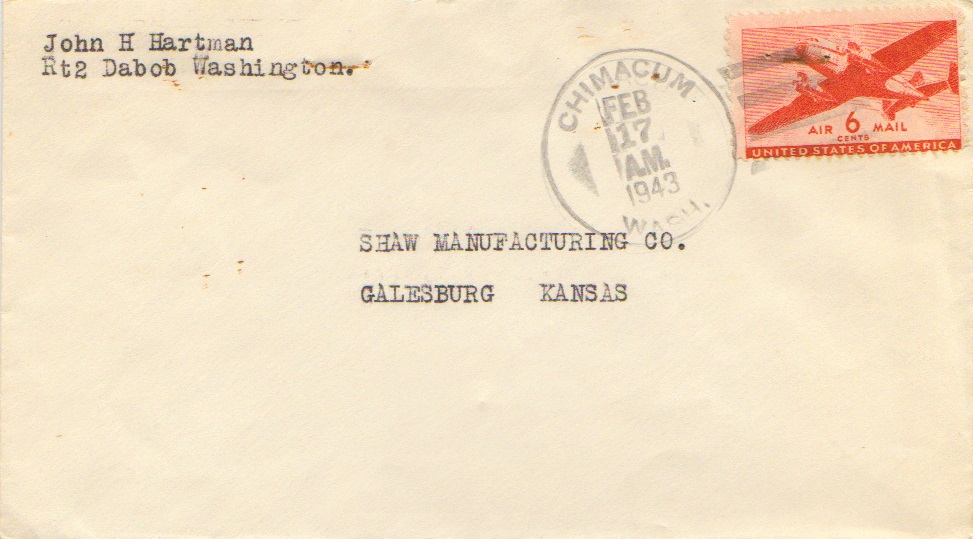 John H Hartman
Rt2 Dabob Washington.
CHIMACUM
FEB
17
AM.
1943
WASH.
AIR 6 MAIL
CENTS
UNITED STATES OF AMERICA
SHAW MANUFACTURING CO.
GALESBURG KANSAS